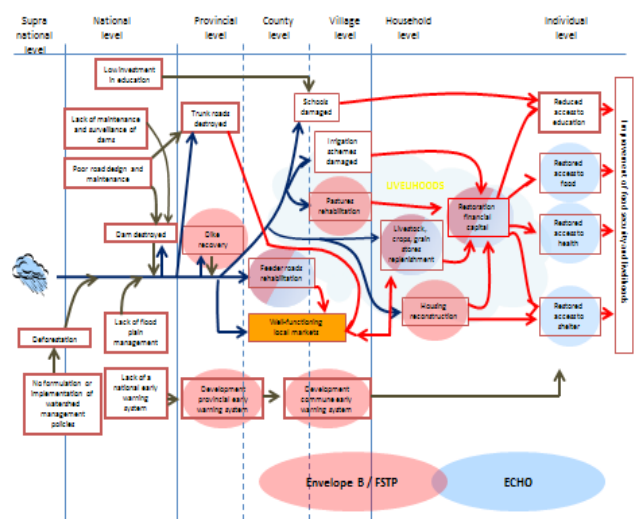 Supra
national
level
National
level
Provincial
level
County
level
Village
level
Household
level
Individual
level
Low investment
in education
Schools
damaged
Reduced
access to
education
Lack of maintenance
and surveillance of
dams
Trunk roads
destroyed
Irrigation
schemes
damaged
Poor road design and
maintenance
LIVELIHOODS
Restored
access to
food
Pastures
rehabilitation
Restoration
financial
capital
Dam destroyed
Dike
recovery
Livestock,
crops, grain
stores
replenishment
Restored
access to
health
Feeder roads
rehabilitation
Housing
reconstruction
Restored
access to
shelter
Well-functioning
local markets
Lack of flood
plain
management
Deforestation
No formulation or
implementation of
watershed
management
policies
Lack of a
national early
warning
system
Development
provincial early
warning system
Development
commune early
warning system
Improvement of food security and livelihoods
Envelope B / FSTP
ECHO